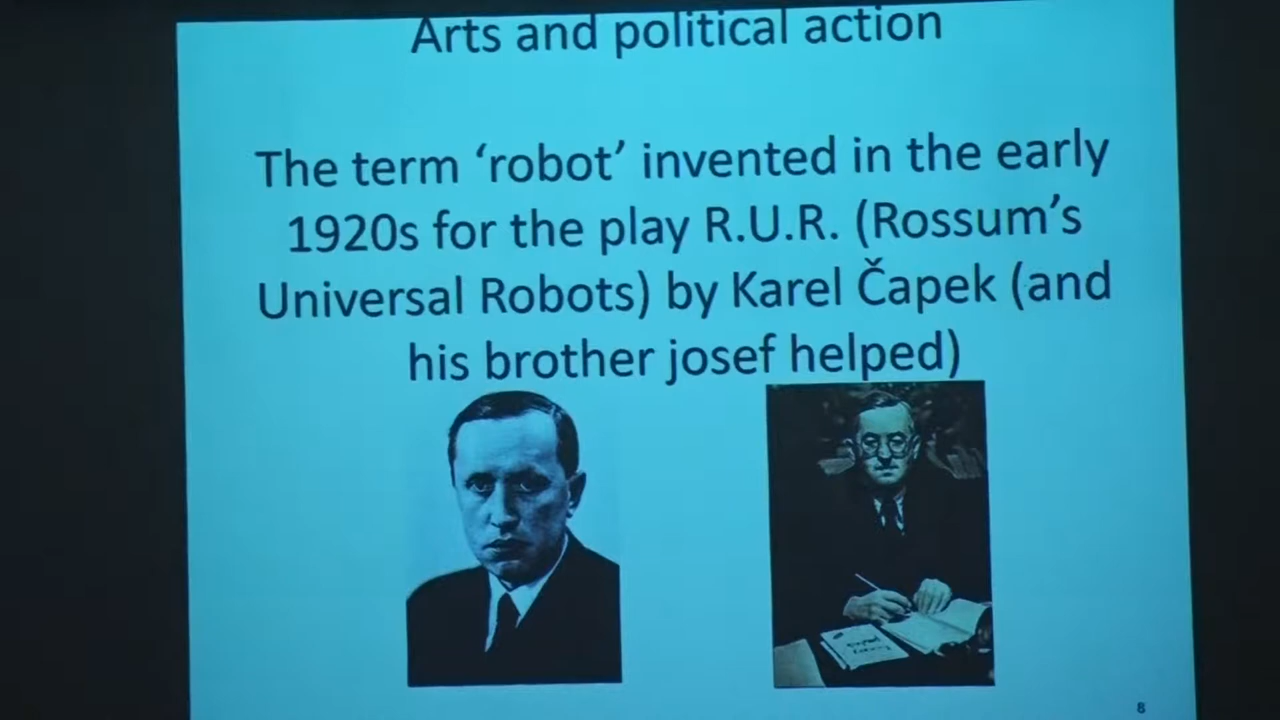 Arts and political action
The term ‘robot’ invented in the early
1920s for the play R.U.R. (Rossum’s
Universal Robots) by Karel Čapek (and
his brother josef helped)
8